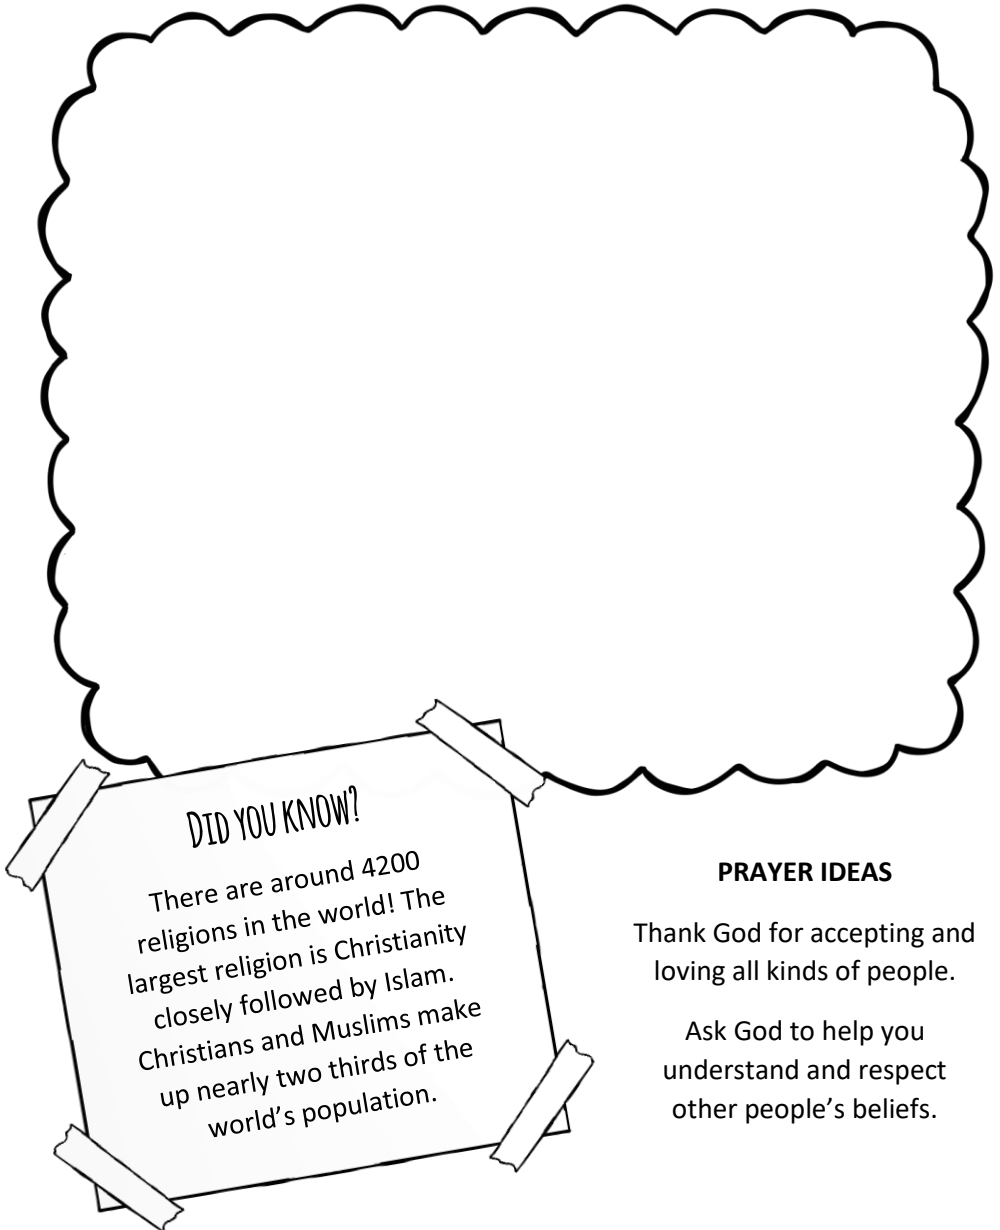 DID YOU KNOW?
There are around 4200
religions in the world! The
largest religion is Christianity
closely followed by Islam.
Christians and Muslims make
up nearly two thirds of the
world’s population.
PRAYER IDEAS
Thank God for accepting and
loving all kinds of people.
Ask God to help you
understand and respect
other people’s beliefs.